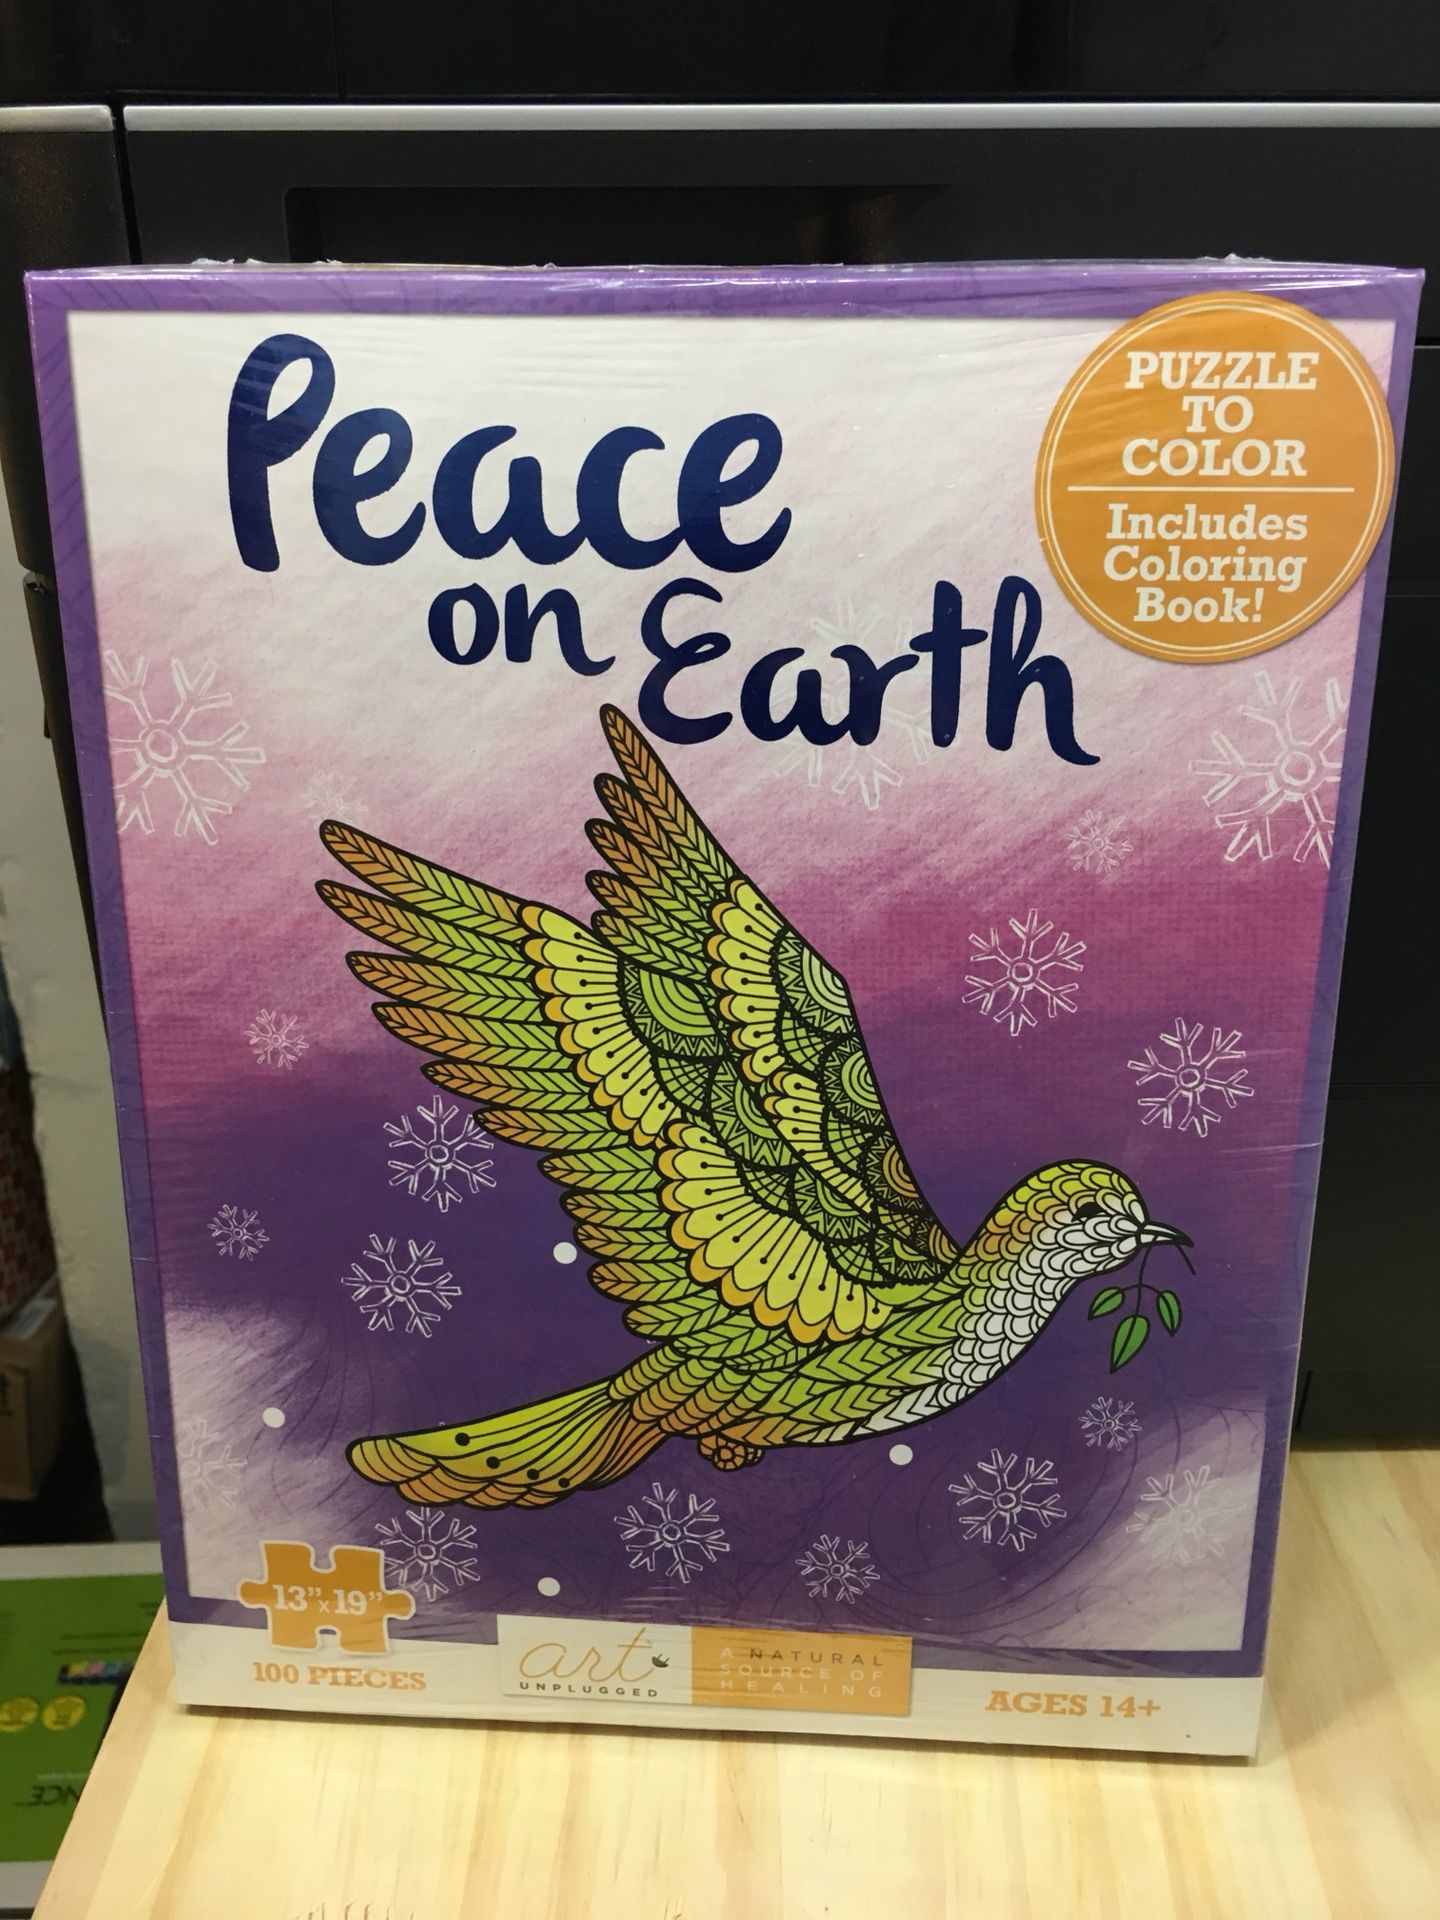 Peace
on Earth
PUZZLE
TO
COLOR
Includes
Coloring
Book!
13" x 19"
100 PIECES
art
UNPLUGGED
A NATURAL
SOURCE OF
HEALING
AGES 14+